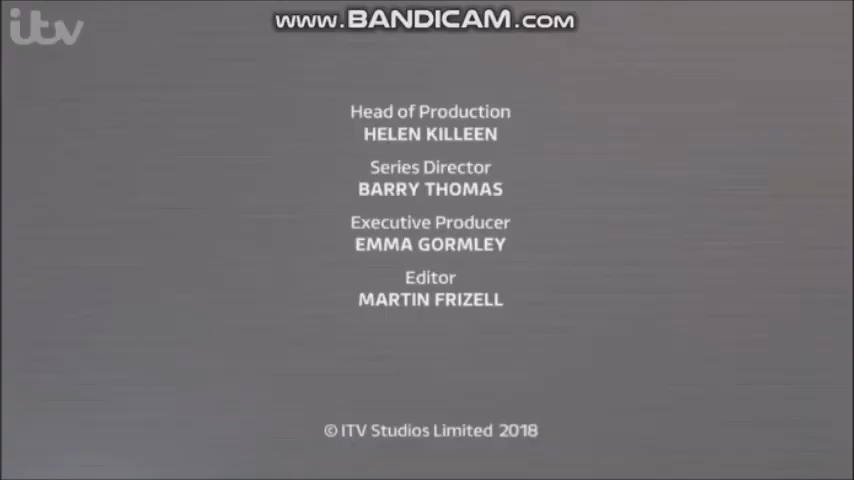 itv
www.BANDICAM.com
Head of Production
HELEN KILLEEN
Series Director
BARRY THOMAS
Executive Producer
EMMA GORMLEY
Editor
MARTIN FRIZELL
© ITV Studios Limited 2018